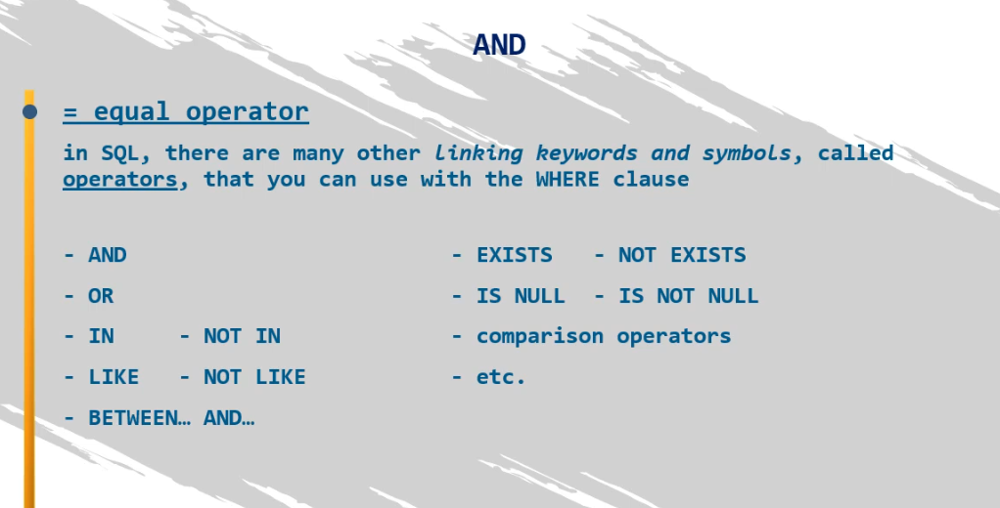 AND
= equal operator
in SQL, there are many other linking keywords and symbols, called
operators, that you can use with the WHERE clause
- AND
- OR
- IN - NOT IN
- LIKE - NOT LIKE
- BETWEEN… AND…
- EXISTS - NOT EXISTS
- IS NULL - IS NOT NULL
- comparison operators
- etc.